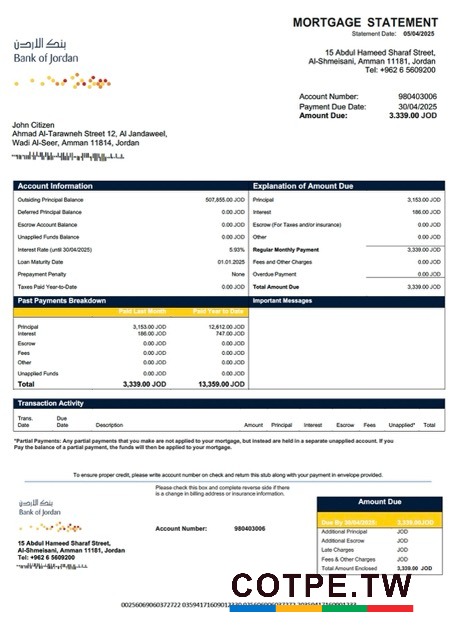 MORTGAGE STATEMENT
Statement Date: 05/04/2025
بنك الاردن
Bank of Jordan
15 Abdul Hameed Sharaf Street,
Al-Shmeisani, Amman 11181, Jordan
Tel: +962 6 5609200
Account Number: 980403006
Payment Due Date: 30/04/2025
Amount Due: 3.339.00 JOD
John Citizen
Ahmad Al-Tarawneh Street 12, Al Jandaweel,
Wadi Al-Seer, Amman 11814, Jordan
Account Information
Outsiding Principal Balance 507,855.00 JOD
Deferred Principal Balance 0.00 JOD
Escrow Account Balance 0.00 JOD
Unapplied Funds Balance 0.00 JOD
Interest Rate (until 30/04/2025) 5.93%
Loan Maturity Date 01.01.2025
Prepayment Penalty None
Taxes Paid Year-to-Date 0.00 JOD
Explanation of Amount Due
Principal 3,153.00 JOD
Interest 186.00 JOD
Escrow (For Taxes and/or insurance) 0.00 JOD
Other 0.00 JOD
Regular Monthly Payment 3,339.00 JOD
Fees and Other Charges 0.00 JOD
Overdue Payment 0.00 JOD
Total Amount Due 3,339.00 JOD
Past Payments Breakdown
Paid Last Month Paid Year to Date
Principal 3,153.00 JOD 12,612.00 JOD
Interest 186.00 JOD 747.00 JOD
Escrow 0.00 JOD 0.00 JOD
Fees 0.00 JOD 0.00 JOD
Other 0.00 JOD 0.00 JOD
Unapplied Funds 0.00 JOD 0.00 JOD
Total 3,339.00 JOD 13,359.00 JOD
Important Messages
Transaction Activity
Trans. Date Due Date Description Amount Principal Interest Escrow Fees Unapplied* Total
*Partial Payments: Any partial payments that you make are not applied to your mortgage, but instead are held in a separate unapplied account. If you
Pay the balance of a partial payment, the funds will then be applied to your mortgage.
To ensure proper credit, please write account number on check and return this stub along with your payment in envelope provided.
Please check this box and complete reverse side if there
is a change in billing address or insurance information.
بنك الاردن
Bank of Jordan
Account Number: 980403006
15 Abdul Hameed Sharaf Street,
Al-Shmeisani, Amman 11181, Jordan
Tel: +962 6 5609200
Amount Due
Due By 30/04/2025: 3,339.00JOD
Additional Principal JOD
Additional Escrow JOD
Late Charges JOD
Fees & Other Charges JOD
Total Amount Enclosed 3,339.00 JOD
COTPE.TW